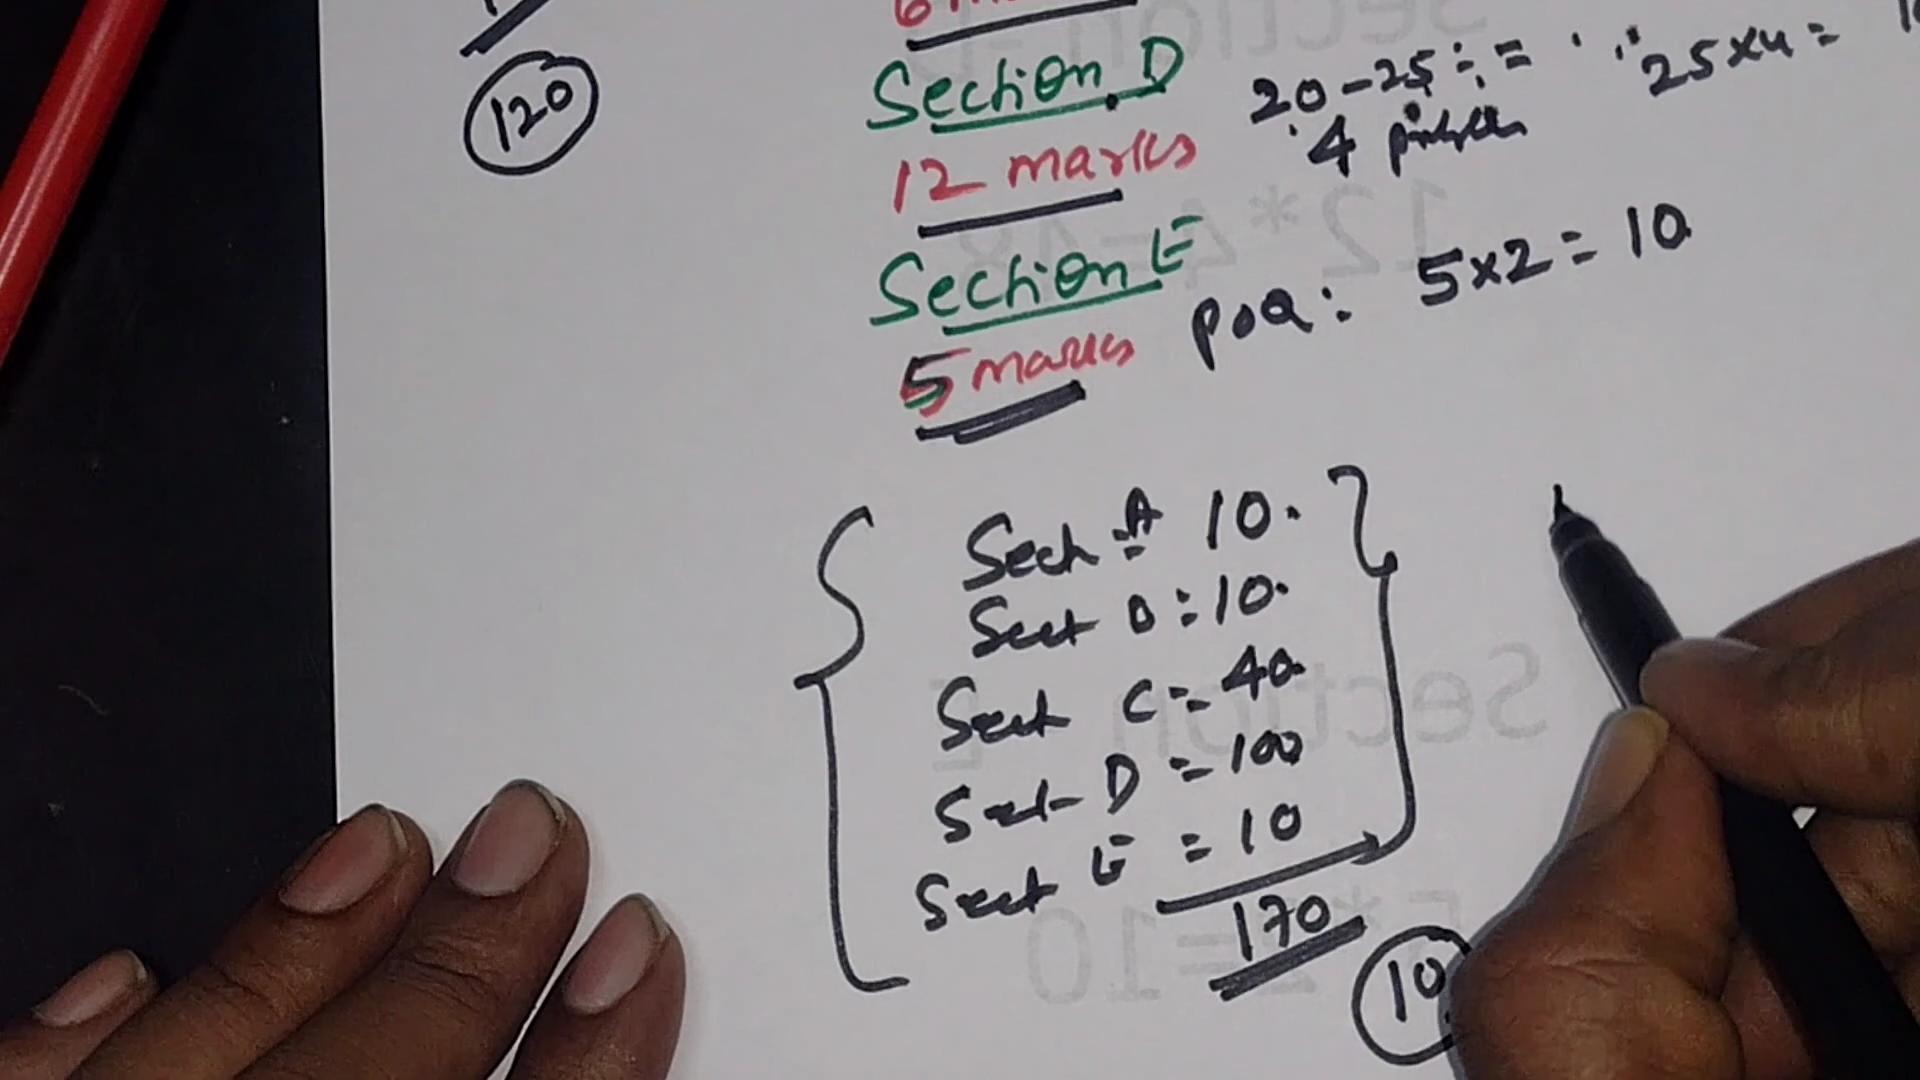 120
Section D
20-25 : = 25x4 =
4
12 marks
Section E
5 marks
POQ: 5x2 = 10
Sect A 10.
Sect B : 10.
Sect C = 40
Sect D = 100
Sect E = 10
170
10